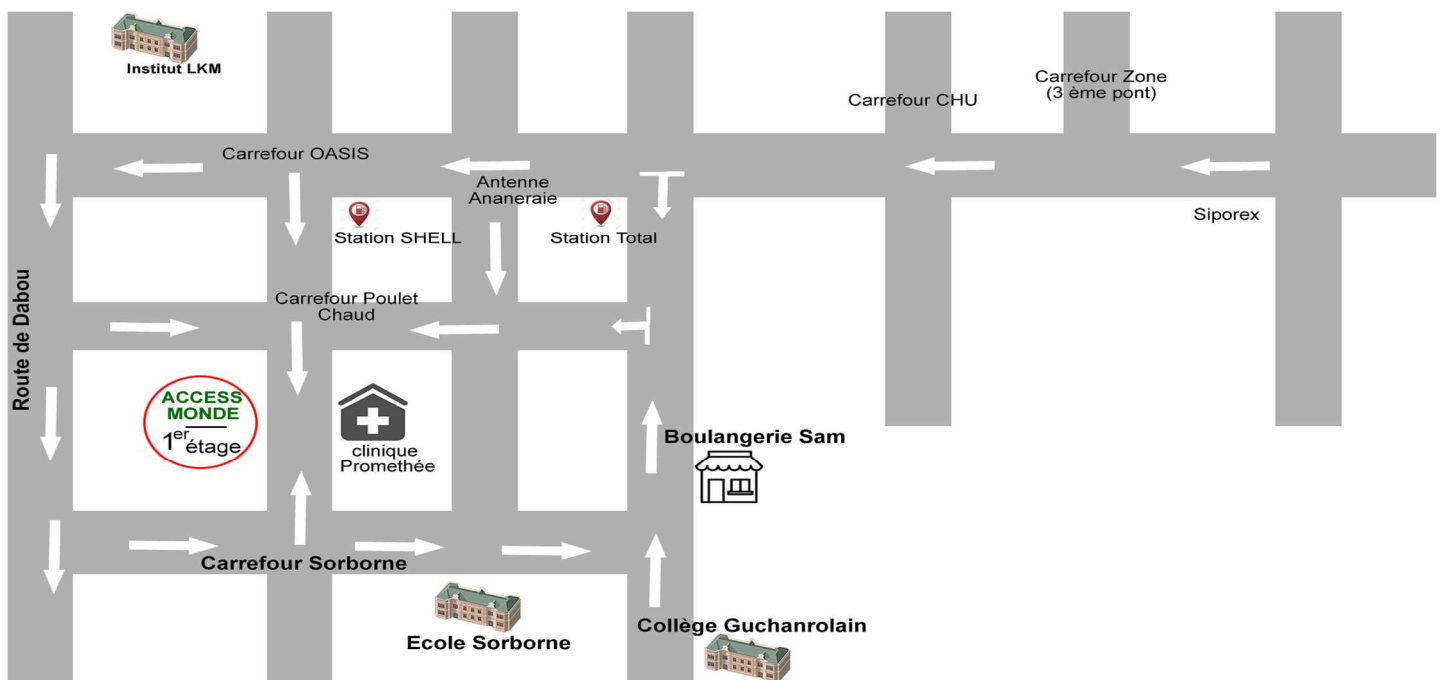 Institut LKM
Carrefour CHU
Carrefour Zone
(3 ème pont)
Carrefour OASIS
Antenne
Ananeraie
Station SHELL
Station Total
Siporex
Route de Dabou
Carrefour Poulet
Chaud
ACCESS
MONDE
1er étage
clinique
Promethée
Boulangerie Sam
Carrefour Sorborne
Ecole Sorborne
Collège Guchanrolain